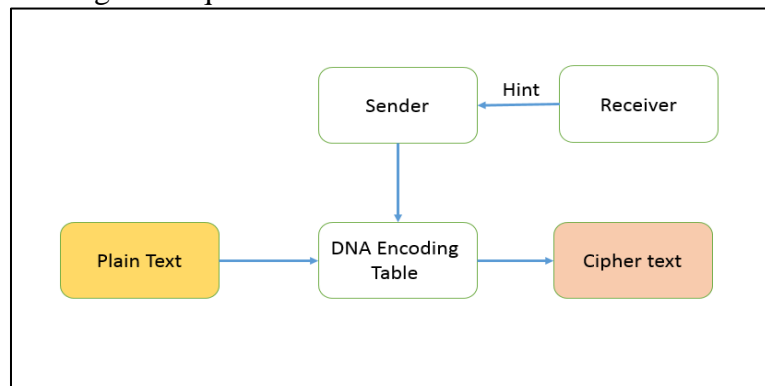 Hint
Sender
Receiver
Plain Text
DNA Encoding
Table
Cipher text